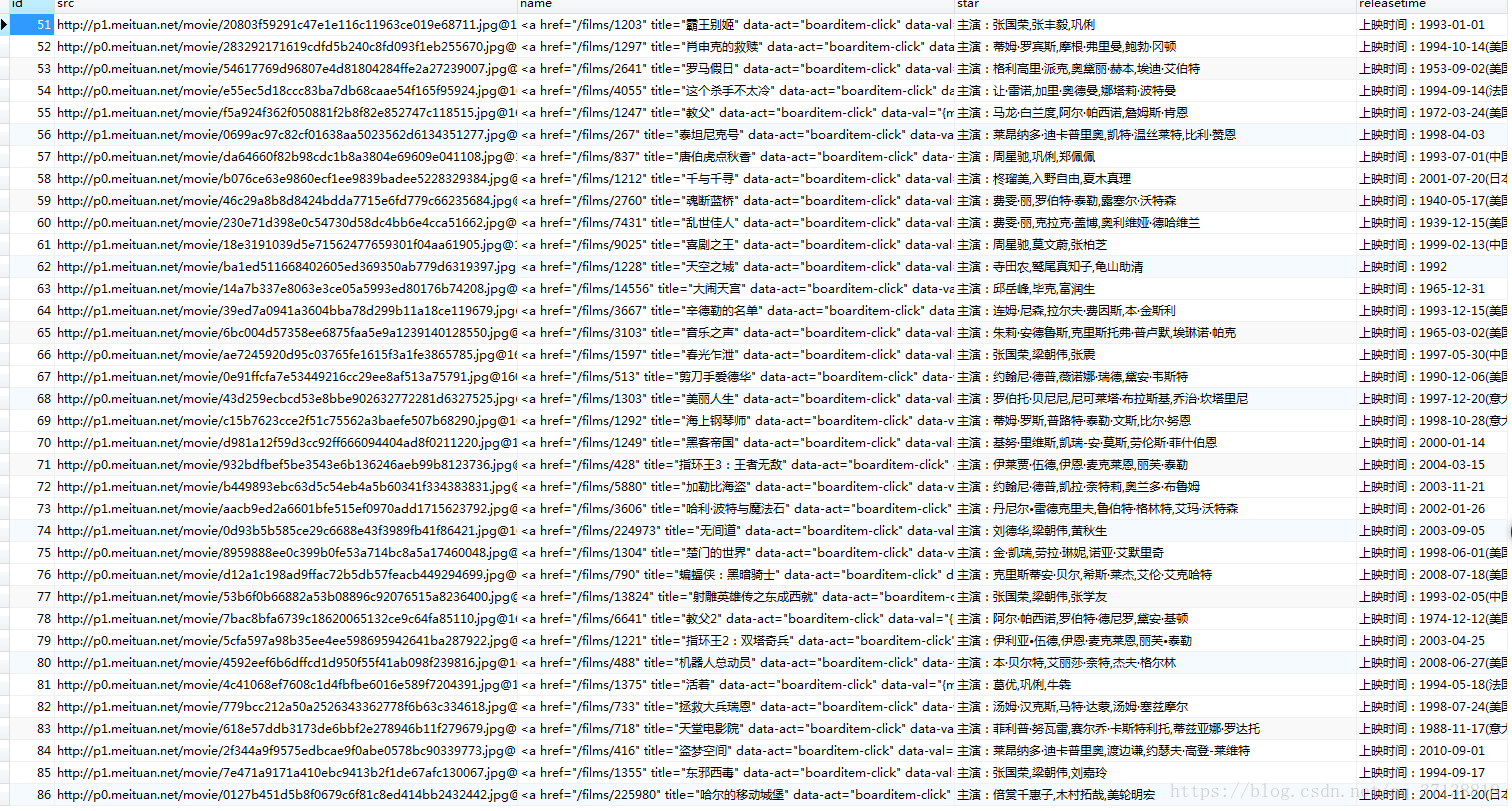 id src name star releasetime
51 http://p1.meituan.net/movie/20803f59291c47e1e116c11963ce019e68711.jpg@1 <a href="/films/1203" title="霸王别姬" data-act="boarditem-click" data-val 主演：张国荣,张丰毅,巩俐 上映时间：1993-01-01
52 http://p0.meituan.net/movie/283292171619cdfd5b240c8fd093f1eb255670.jpg@ <a href="/films/1297" title="肖申克的救赎" data-act="boarditem-click" data 主演：蒂姆·罗宾斯,摩根·弗里曼,鲍勃·冈顿 上映时间：1994-10-14(美国
53 http://p0.meituan.net/movie/54617769d96807e4d81804284ffe2a27239007.jpg@ <a href="/films/2641" title="罗马假日" data-act="boarditem-click" data-val 主演：格利高里·派克,奥黛丽·赫本,埃迪·艾伯特 上映时间：1953-09-02(美国
54 http://p0.meituan.net/movie/e55ec5d18ccc83ba7db68caae54f165f95924.jpg@1 <a href="/films/4055" title="这个杀手不太冷" data-act="boarditem-click" da 主演：让·雷诺,加里·奥德曼,娜塔莉·波特曼 上映时间：1994-09-14(法国
55 http://p1.meituan.net/movie/f5a924f362f050881f2b8f82e852747c118515.jpg@ <a href="/films/1247" title="教父" data-act="boarditem-click" data-val="{m 主演：马龙·白兰度,阿尔·帕西诺,詹姆斯·肯恩 上映时间：1972-03-24(美国
56 http://p1.meituan.net/movie/0699ac97c82cf01638aa5023562d6134351277.jpg@ <a href="/films/267" title="泰坦尼克号" data-act="boarditem-click" data-val 主演：莱昂纳多·迪卡普里奥,凯特·温丝莱特,比利·赞恩 上映时间：1998-04-03
57 http://p0.meituan.net/movie/da64660f82b98cdc1b8a3804e69609e041108.jpg@1 <a href="/films/837" title="唐伯虎点秋香" data-act="boarditem-click" data- 主演：周星驰,巩俐,郑佩佩 上映时间：1993-07-01(中国
58 http://p0.meituan.net/movie/b076ce63e9860ecf1ee9839badee5228329384.jpg@ <a href="/films/1212" title="千与千寻" data-act="boarditem-click" data-val 主演：柊瑠美,入野自由,夏木真理 上映时间：2001-07-20(日本
59 http://p0.meituan.net/movie/46c29a8b8d8424bdda7715e6fd779c66235684.jpg@ <a href="/films/2760" title="魂断蓝桥" data-act="boarditem-click" data-val 主演：费雯·丽,罗伯特·泰勒,露塞尔·沃特森 上映时间：1940-05-17(美国
60 http://p0.meituan.net/movie/230e71d398e0c54730d58dc4bb6e4cca51662.jpg@ <a href="/films/7431" title="乱世佳人" data-act="boarditem-click" data-val 主演：费雯·丽,克拉克·盖博,奥利维娅·德哈维兰 上映时间：1939-12-15(美国
61 http://p0.meituan.net/movie/18e3191039d5e71562477659301f04aa61905.jpg@1 <a href="/films/9025" title="喜剧之王" data-act="boarditem-click" data-val 主演：周星驰,莫文蔚,张柏芝 上映时间：1999-02-13(中国
62 http://p0.meituan.net/movie/ba1ed511668402605ed369350ab779d6319397.jpg <a href="/films/1228" title="天空之城" data-act="boarditem-click" data-val 主演：寺田农,鹫尾真知子,龟山助清 上映时间：1992
63 http://p1.meituan.net/movie/14a7b337e8063e3ce05a5993ed80176b74208.jpg@ <a href="/films/14556" title="大闹天宫" data-act="boarditem-click" data-va 主演：邱岳峰,毕克,富润生 上映时间：1965-12-31
64 http://p0.meituan.net/movie/39ed7a0941a3604bba78d299b11a18ce119679.jpg@ <a href="/films/3667" title="辛德勒的名单" data-act="boarditem-click" data 主演：连姆·尼森,拉尔夫·费因斯,本·金斯利 上映时间：1993-12-15(美国
65 http://p0.meituan.net/movie/6bc004d57358ee6875faa5e9a1239140128550.jpg@ <a href="/films/3103" title="音乐之声" data-act="boarditem-click" data-val 主演：朱莉·安德鲁斯,克里斯托弗·普卢默,埃琳诺·帕克 上映时间：1965-03-02(美国
66 http://p1.meituan.net/movie/ae7245920d95c03765fe1615f3a1fe3865785.jpg@16 <a href="/films/1597" title="春光乍泄" data-act="boarditem-click" data-val 主演：张国荣,梁朝伟,张震 上映时间：1997-05-30(中国
67 http://p1.meituan.net/movie/0e91ffcfa7e53449216cc29ee8af513a75791.jpg@160 <a href="/films/513" title="剪刀手爱德华" data-act="boarditem-click" data- 主演：约翰尼·德普,薇诺娜·瑞德,黛安·韦斯特 上映时间：1990-12-06(美国
68 http://p1.meituan.net/movie/43d259ecbcd53e8bbe902632772281d6327525.jpg@ <a href="/films/1303" title="美丽人生" data-act="boarditem-click" data-val 主演：罗伯托·贝尼尼,尼可莱塔·布拉斯基,乔治·坎塔里尼 上映时间：1997-12-20(意大
69 http://p1.meituan.net/movie/c15b7623cce2f51c75562a3baefe507b68290.jpg@16 <a href="/films/1292" title="海上钢琴师" data-act="boarditem-click" data-v 主演：蒂姆·罗斯,普路特·泰勒·文斯,比尔·努恩 上映时间：1998-10-28(意大
70 http://p1.meituan.net/movie/d981a12f59d3cc92ff666094404ad8f0211220.jpg@1 <a href="/films/1249" title="黑客帝国" data-act="boarditem-click" data-val 主演：基努·里维斯,凯瑞-安·莫斯,劳伦斯·菲什伯恩 上映时间：2000-01-14
71 http://p0.meituan.net/movie/932bdfbef5be3543e6b136246aeb99b8123736.jpg@ <a href="/films/428" title="指环王3：王者无敌" data-act="boarditem-click" 主演：伊莱贾·伍德,伊恩·麦克莱恩,丽芙·泰勒 上映时间：2004-03-15
72 http://p1.meituan.net/movie/b449893ebc63d5c54eb4a5b60341f334383831.jpg@ <a href="/films/5880" title="加勒比海盗" data-act="boarditem-click" data-v 主演：约翰尼·德普,凯拉·奈特莉,奥兰多·布鲁姆 上映时间：2003-11-21
73 http://p1.meituan.net/movie/aacb9ed2a6601bfe515ef0970add1715623792.jpg@ <a href="/films/3606" title="哈利·波特与魔法石" data-act="boarditem-click" 主演：丹尼尔•雷德克里夫,鲁伯特·格林特,艾玛·沃特森 上映时间：2002-01-26
74 http://p1.meituan.net/movie/0d93b5b585ce29c6688e43f3989fb41f86421.jpg@1 <a href="/films/224973" title="无间道" data-act="boarditem-click" data-val 主演：刘德华,梁朝伟,黄秋生 上映时间：2003-09-05
75 http://p1.meituan.net/movie/8959888ee0c399b0fe53a714bc8a5a17460048.jpg@ <a href="/films/1304" title="楚门的世界" data-act="boarditem-click" data-v 主演：金·凯瑞,劳拉·琳妮,诺亚·艾默里奇 上映时间：1998-06-01(美国
76 http://p0.meituan.net/movie/d12a1c198ad9ffac72b5db57feacb449294699.jpg@ <a href="/films/790" title="蝙蝠侠：黑暗骑士" data-act="boarditem-click" d 主演：克里斯蒂安·贝尔,希斯·莱杰,艾伦·艾克哈特 上映时间：2008-07-18(美国
77 http://p1.meituan.net/movie/53b6f0b66882a53b08896c92076515a8236400.jpg@ <a href="/films/13824" title="射雕英雄传之东成西就" data-act="boarditem- 主演：张国荣,梁朝伟,张学友 上映时间：1993-02-05(中国
78 http://p1.meituan.net/movie/7bac8bfa6739c18620065132ce9c64fa85110.jpg@16 <a href="/films/6641" title="教父2" data-act="boarditem-click" data-val="{ 主演：阿尔·帕西诺,罗伯特·德尼罗,黛安·基顿 上映时间：1974-12-12(美国
79 http://p1.meituan.net/movie/5cfa597a98b35ee4ee598695942641ba287922.jpg@ <a href="/films/1221" title="指环王2：双塔奇兵" data-act="boarditem-click" 主演：伊利亚•伍德,伊恩·麦克莱恩,丽芙•泰勒 上映时间：2003-04-25
80 http://p1.meituan.net/movie/4592eef6b6dffcd1d950f55f41ab098f239816.jpg@1 <a href="/films/488" title="机器人总动员" data-act="boarditem-click" data- 主演：本·贝尔特,艾丽莎·奈特,杰夫·格尔林 上映时间：2008-06-27(美国
81 http://p0.meituan.net/movie/4c41068ef7608c1d4fbfbe6016e589f7204391.jpg@1 <a href="/films/1375" title="活着" data-act="boarditem-click" data-val="{m 主演：葛优,巩俐,牛犇 上映时间：1994-05-18(法国
82 http://p1.meituan.net/movie/779bcc212a50a2526343362778f6b63c334618.jpg@ <a href="/films/733" title="拯救大兵瑞恩" data-act="boarditem-click" data- 主演：汤姆·汉克斯,马特·达蒙,汤姆·塞兹摩尔 上映时间：1998-07-24(美国
83 http://p1.meituan.net/movie/618e57ddb3173de6bbf2e278946b11f279679.jpg@ <a href="/films/718" title="天堂电影院" data-act="boarditem-click" data-val 主演：菲利普·努瓦雷,赛尔乔·卡斯特利托,蒂兹亚娜·罗达托 上映时间：1988-11-17(意大
84 http://p1.meituan.net/movie/2f344a9f9575edbcae9f0abe0578bc90339773.jpg@ <a href="/films/416" title="盗梦空间" data-act="boarditem-click" data-val= 主演：莱昂纳多·迪卡普里奥,渡边谦,约瑟夫·高登-莱维特 上映时间：2010-09-01
85 http://p1.meituan.net/movie/7e471a9171a410ebc9413b2f1de67afc130067.jpg@ <a href="/films/1355" title="东邪西毒" data-act="boarditem-click" data-val 主演：张国荣,梁朝伟,刘嘉玲 上映时间：1994-09-17
86 http://p0.meituan.net/movie/0127b451d5b8f0679c6f81c8ed414bb2432442.jpg@ <a href="/films/225980" title="哈尔的移动城堡" data-act="boarditem-click" 主演：倍赏千惠子,木村拓哉,美轮明宏 上映时间：2004-11-20(日本